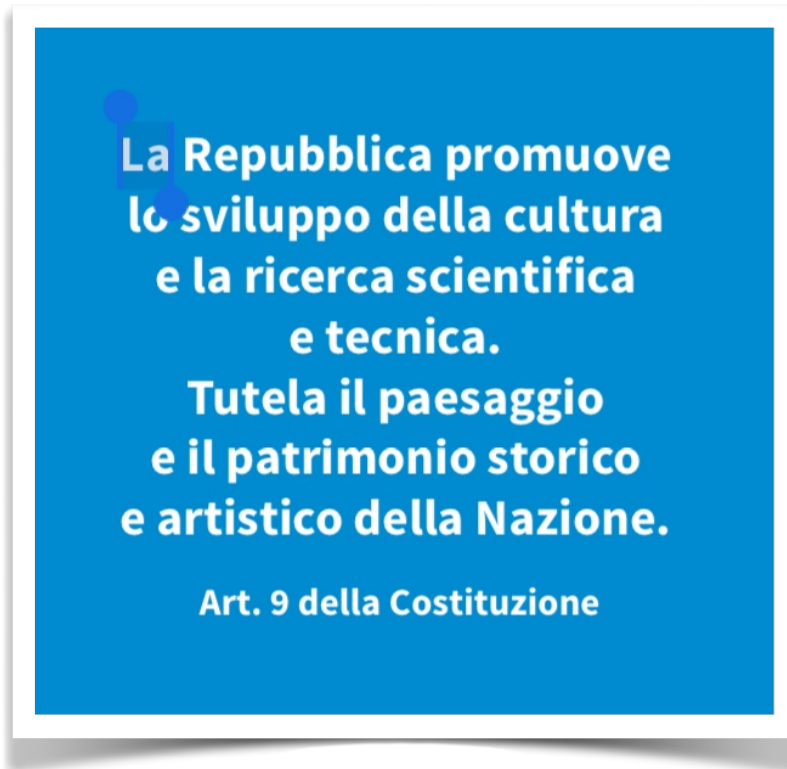 La Repubblica promuove
lo sviluppo della cultura
e la ricerca scientifica
e tecnica.
Tutela il paesaggio
e il patrimonio storico
e artistico della Nazione.
Art. 9 della Costituzione